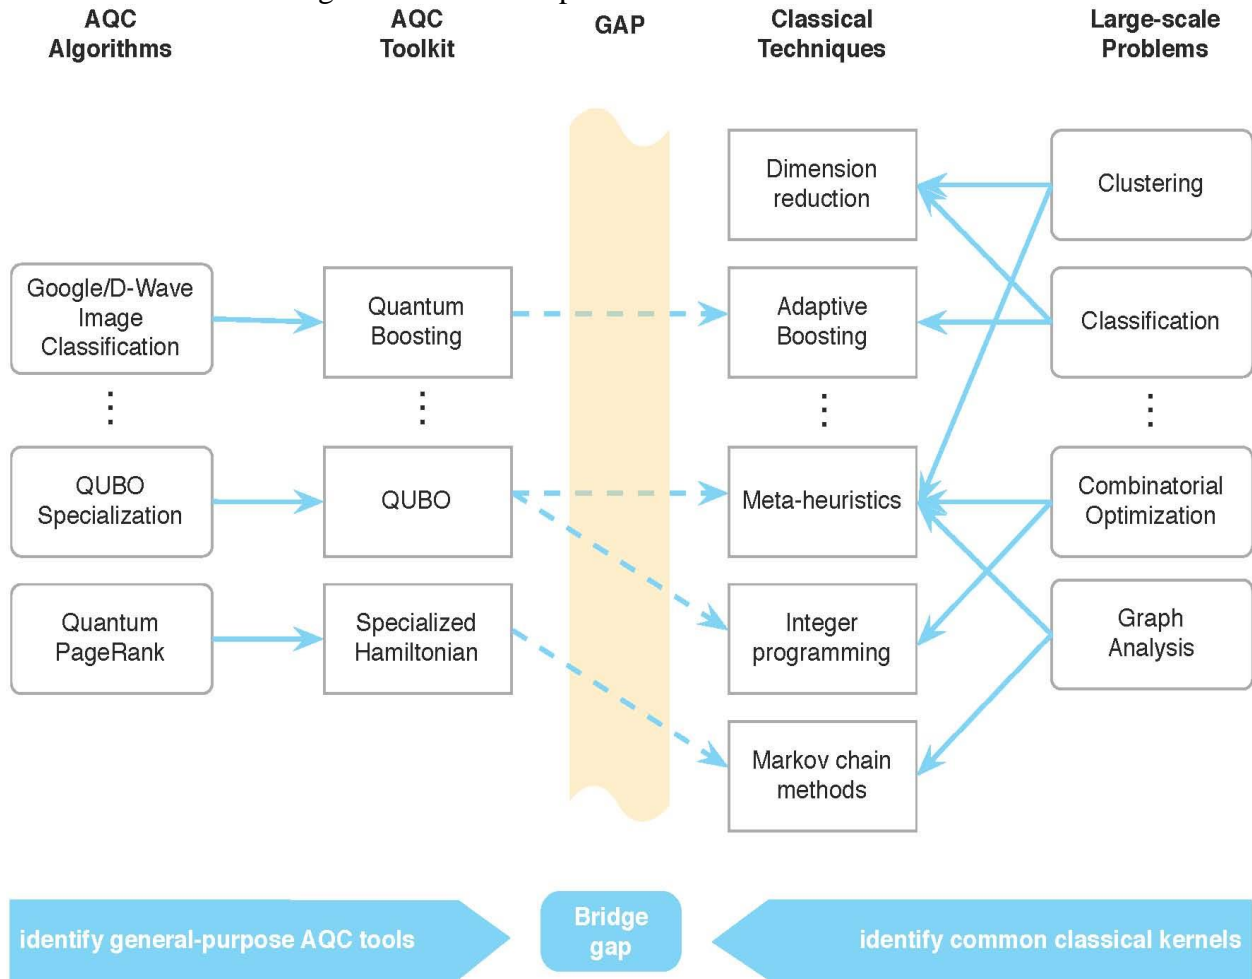 AQC
Algorithms
AQC
Toolkit
GAP
Classical
Techniques
Large-scale
Problems
Dimension
reduction
Clustering
Google/D-Wave
Image
Classification
Quantum
Boosting
Adaptive
Boosting
Classification
QUBO
Specialization
QUBO
Meta-heuristics
Combinatorial
Optimization
Quantum
PageRank
Specialized
Hamiltonian
Integer
programming
Graph
Analysis
Markov chain
methods
identify general-purpose AQC tools
Bridge
gap
identify common classical kernels